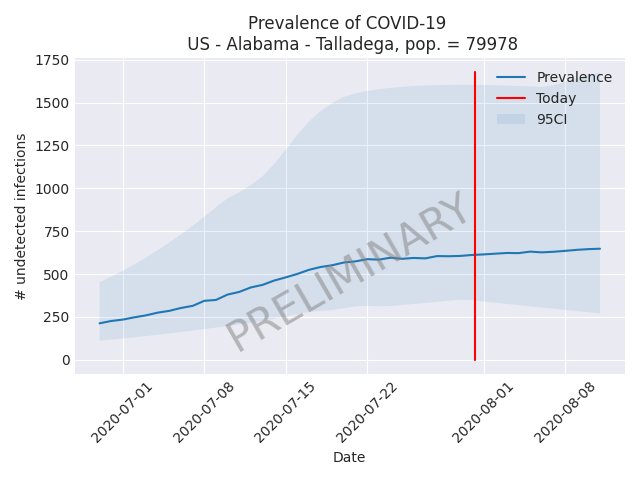 Prevalence of COVID-19
US - Alabama - Talladega, pop. = 79978
1750
1500
1250
1000
750
500
250
0
# undetected infections
Prevalence
Today
95CI
PRELIMINARY
2020-07-01
2020-07-08
2020-07-15
2020-07-22
2020-08-01
2020-08-08
Date